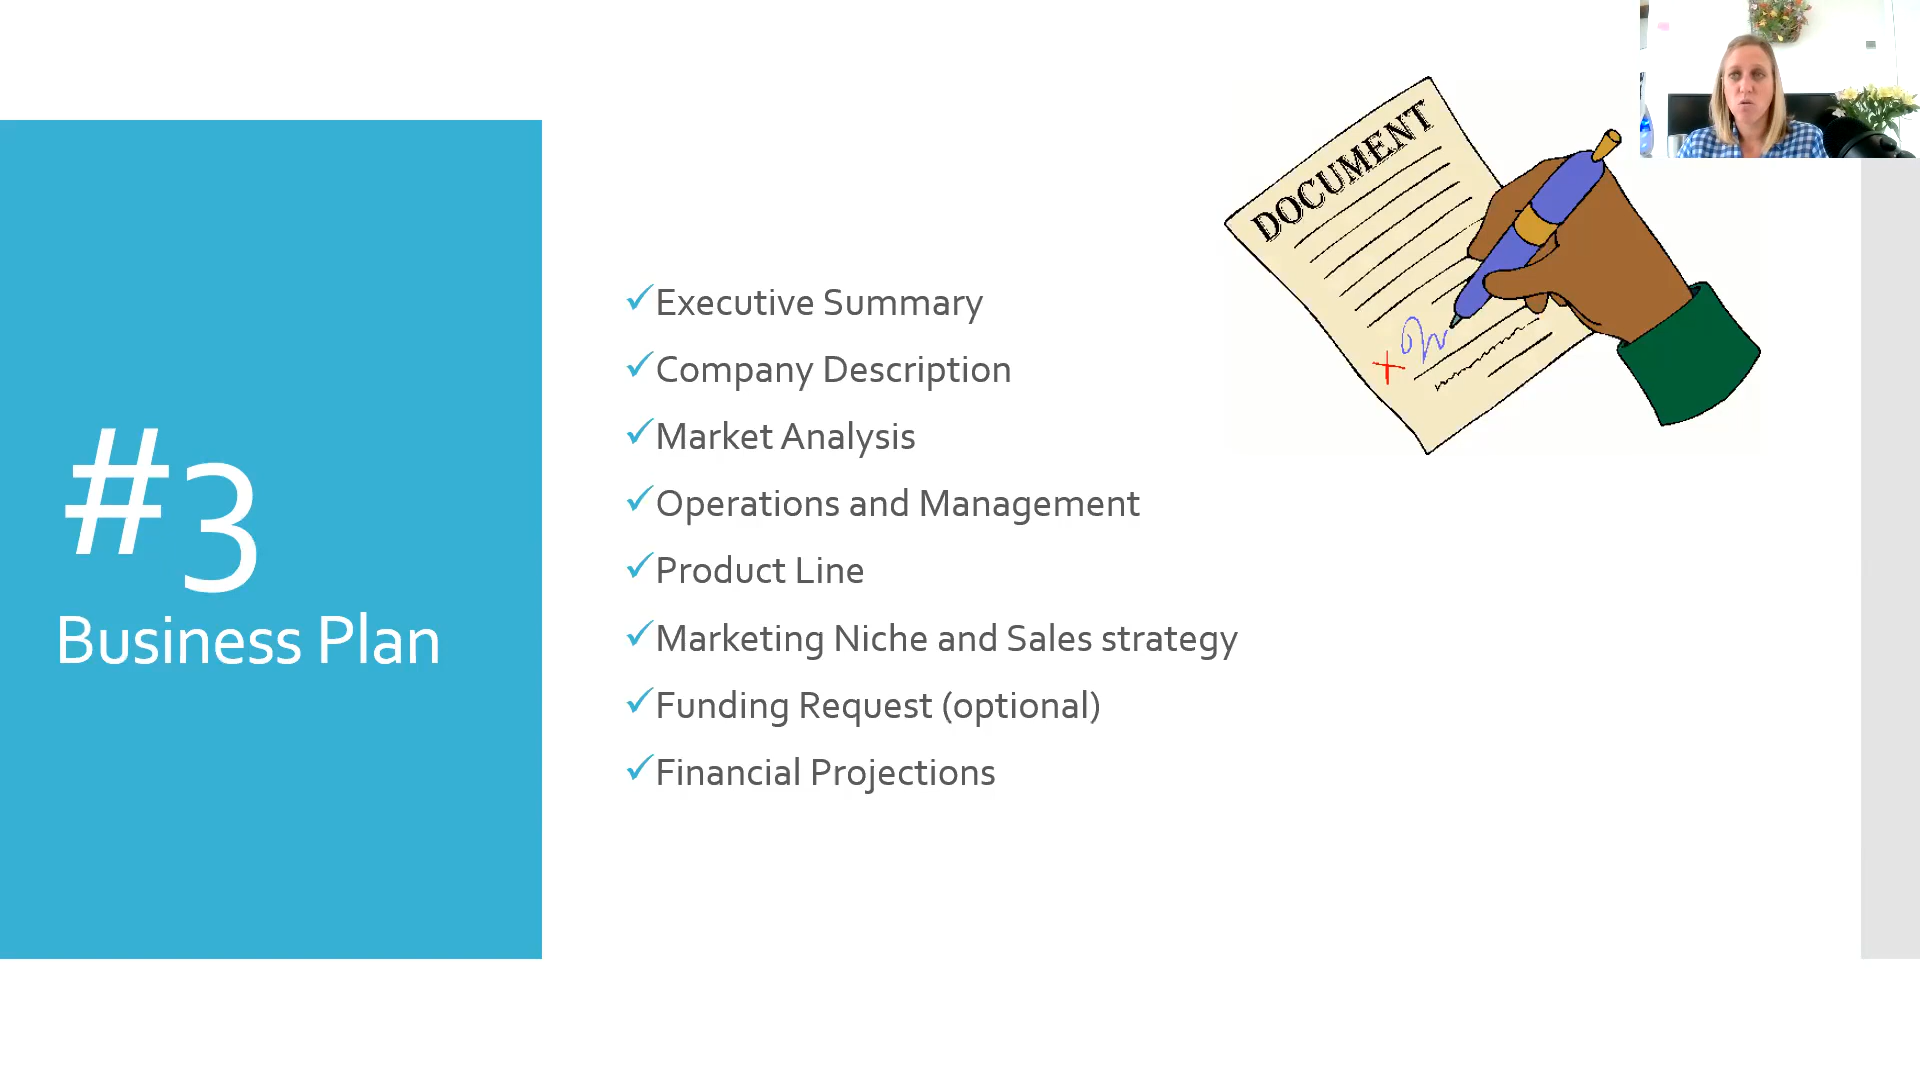 #3
Business Plan
Executive Summary
Company Description
Market Analysis
Operations and Management
Product Line
Marketing Niche and Sales strategy
Funding Request (optional)
Financial Projections
DOCUMENT